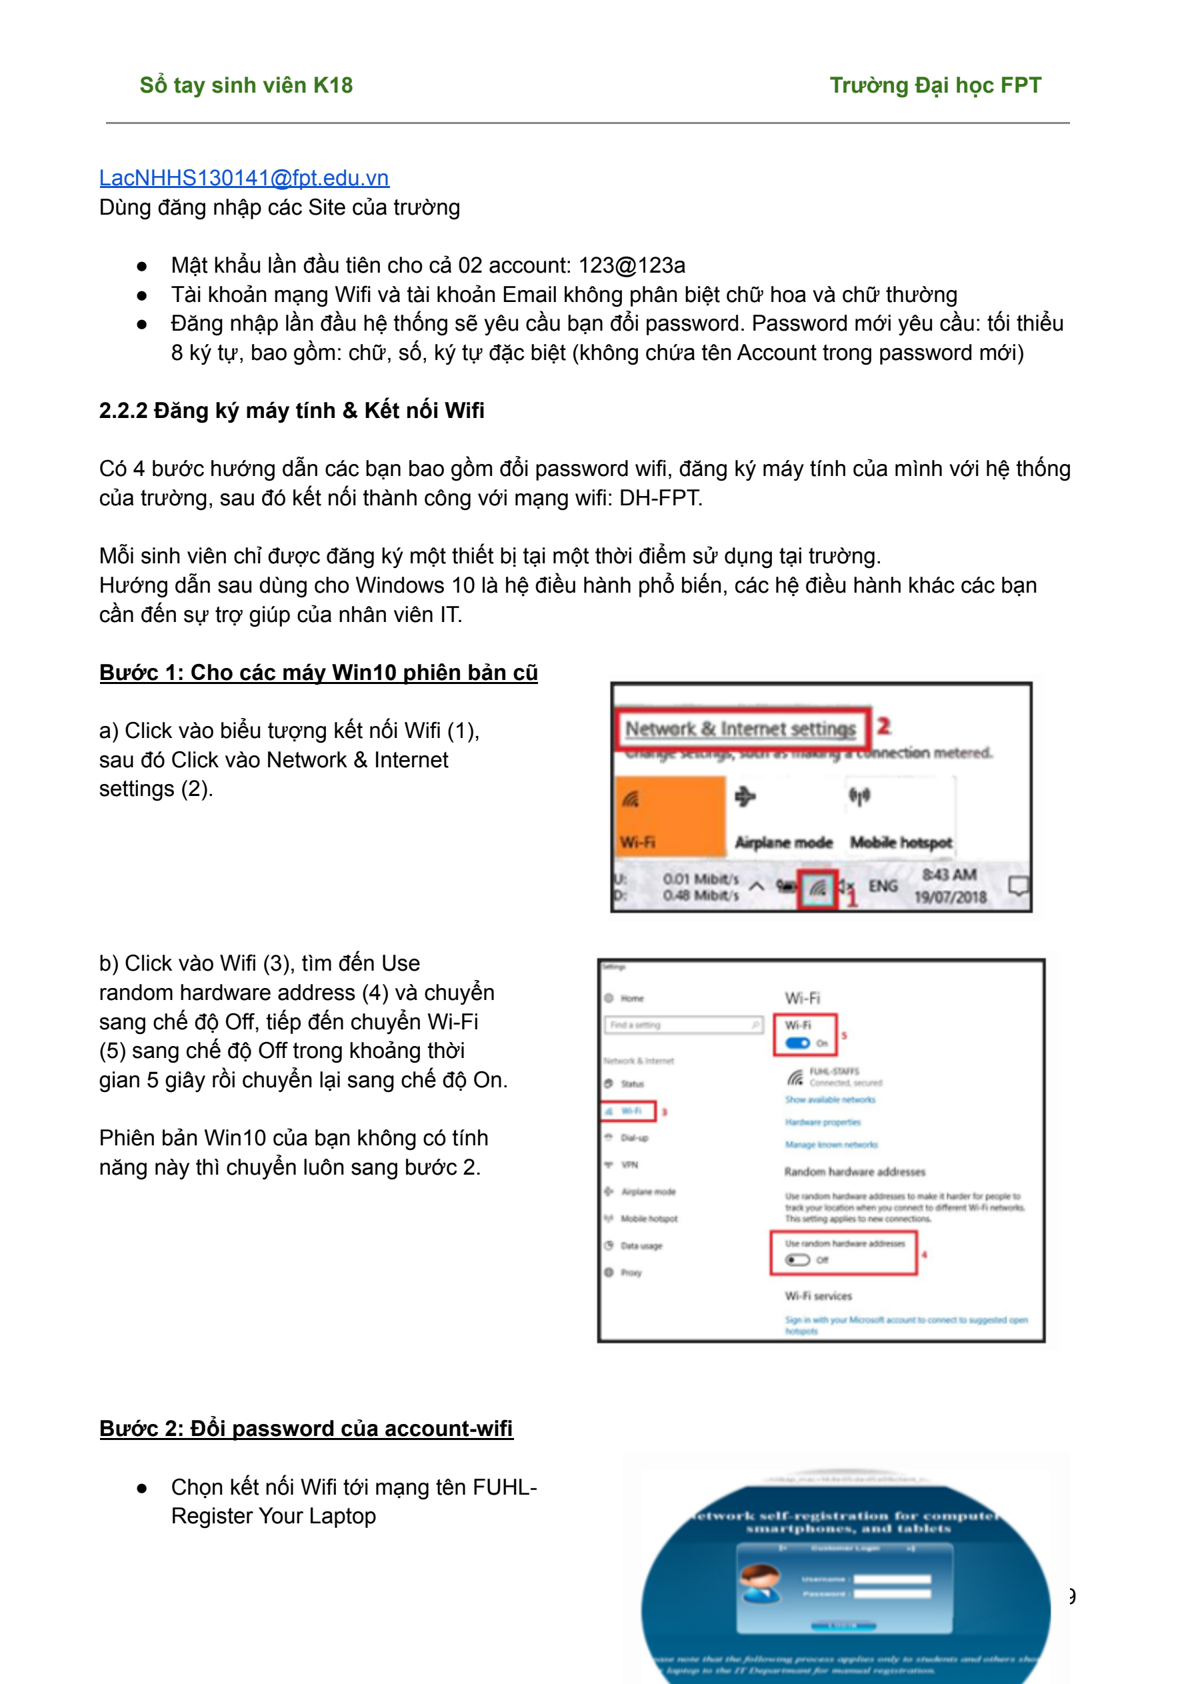 Sổ tay sinh viên K18
Trường Đại học FPT
LacNHHS130141@fpt.edu.vn
Dùng đăng nhập các Site của trường
● Mật khẩu lần đầu tiên cho cả 02 account: 123@123a
● Tài khoản mạng Wifi và tài khoản Email không phân biệt chữ hoa và chữ thường
● Đăng nhập lần đầu hệ thống sẽ yêu cầu bạn đổi password. Password mới yêu cầu: tối thiểu
8 ký tự, bao gồm: chữ, số, ký tự đặc biệt (không chứa tên Account trong password mới)
2.2.2 Đăng ký máy tính & Kết nối Wifi
Có 4 bước hướng dẫn các bạn bao gồm đổi password wifi, đăng ký máy tính của mình với hệ thống
của trường, sau đó kết nối thành công với mạng wifi: DH-FPT.
Mỗi sinh viên chỉ được đăng ký một thiết bị tại một thời điểm sử dụng tại trường.
Hướng dẫn sau dùng cho Windows 10 là hệ điều hành phổ biến, các hệ điều hành khác các bạn
cần đến sự trợ giúp của nhân viên IT.
Bước 1: Cho các máy Win10 phiên bản cũ
a) Click vào biểu tượng kết nối Wifi (1),
sau đó Click vào Network & Internet
settings (2).
Network & Internet settings 2
Change settings, such as making a connection metered.
Wi-Fi
Airplane mode
Mobile hotspot
U: 0.01 Mibit/s
D: 0.48 Mibit/s
1
ENG
8:43 AM
19/07/2018
b) Click vào Wifi (3), tìm đến Use
random hardware address (4) và chuyển
sang chế độ Off, tiếp đến chuyển Wi-Fi
(5) sang chế độ Off trong khoảng thời
gian 5 giây rồi chuyển lại sang chế độ On.
Phiên bản Win10 của bạn không có tính
năng này thì chuyển luôn sang bước 2.
Settings
Home
Find a setting
Network & Internet
Status
Wi-Fi 3
Dial-up
VPN
Airplane mode
Mobile hotspot
Data usage
Proxy
Wi-Fi
Wi-Fi
On
5
FUHL-STAFFS
Connected, secured
Show available networks
Hardware properties
Manage known networks
Random hardware addresses
Use random hardware addresses to make it harder for people to
track your location when you connect to different Wi-Fi networks.
This setting applies to new connections.
Use random hardware addresses
Off
4
Wi-Fi services
Sign in with your Microsoft account to connect to suggested open
hotspots
Bước 2: Đổi password của account-wifi
● Chọn kết nối Wifi tới mạng tên FUHL-
Register Your Laptop
etwork self-registration for compute
smartphones, and tablets
Customer Login
Username :
Password :
ase note that the following process applies only to students and others sho
laptop to the IT Department for manual registration.
9